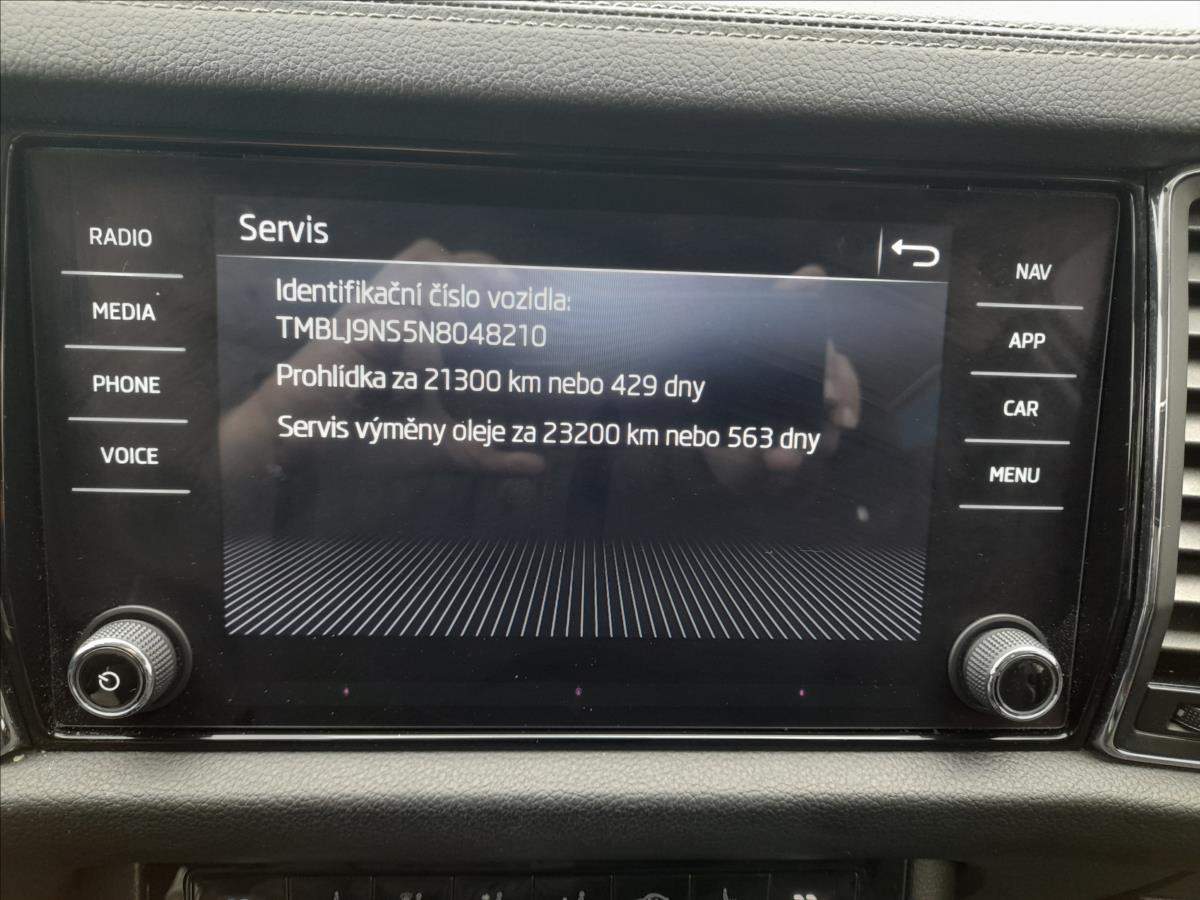 Servis
RADIO
MEDIA
PHONE
VOICE
Identifikační číslo vozidla:
TMBLJ9NS5N8048210
Prohlídka za 21300 km nebo 429 dny
Servis výměny oleje za 23200 km nebo 563 dny
NAV
APP
CAR
MENU